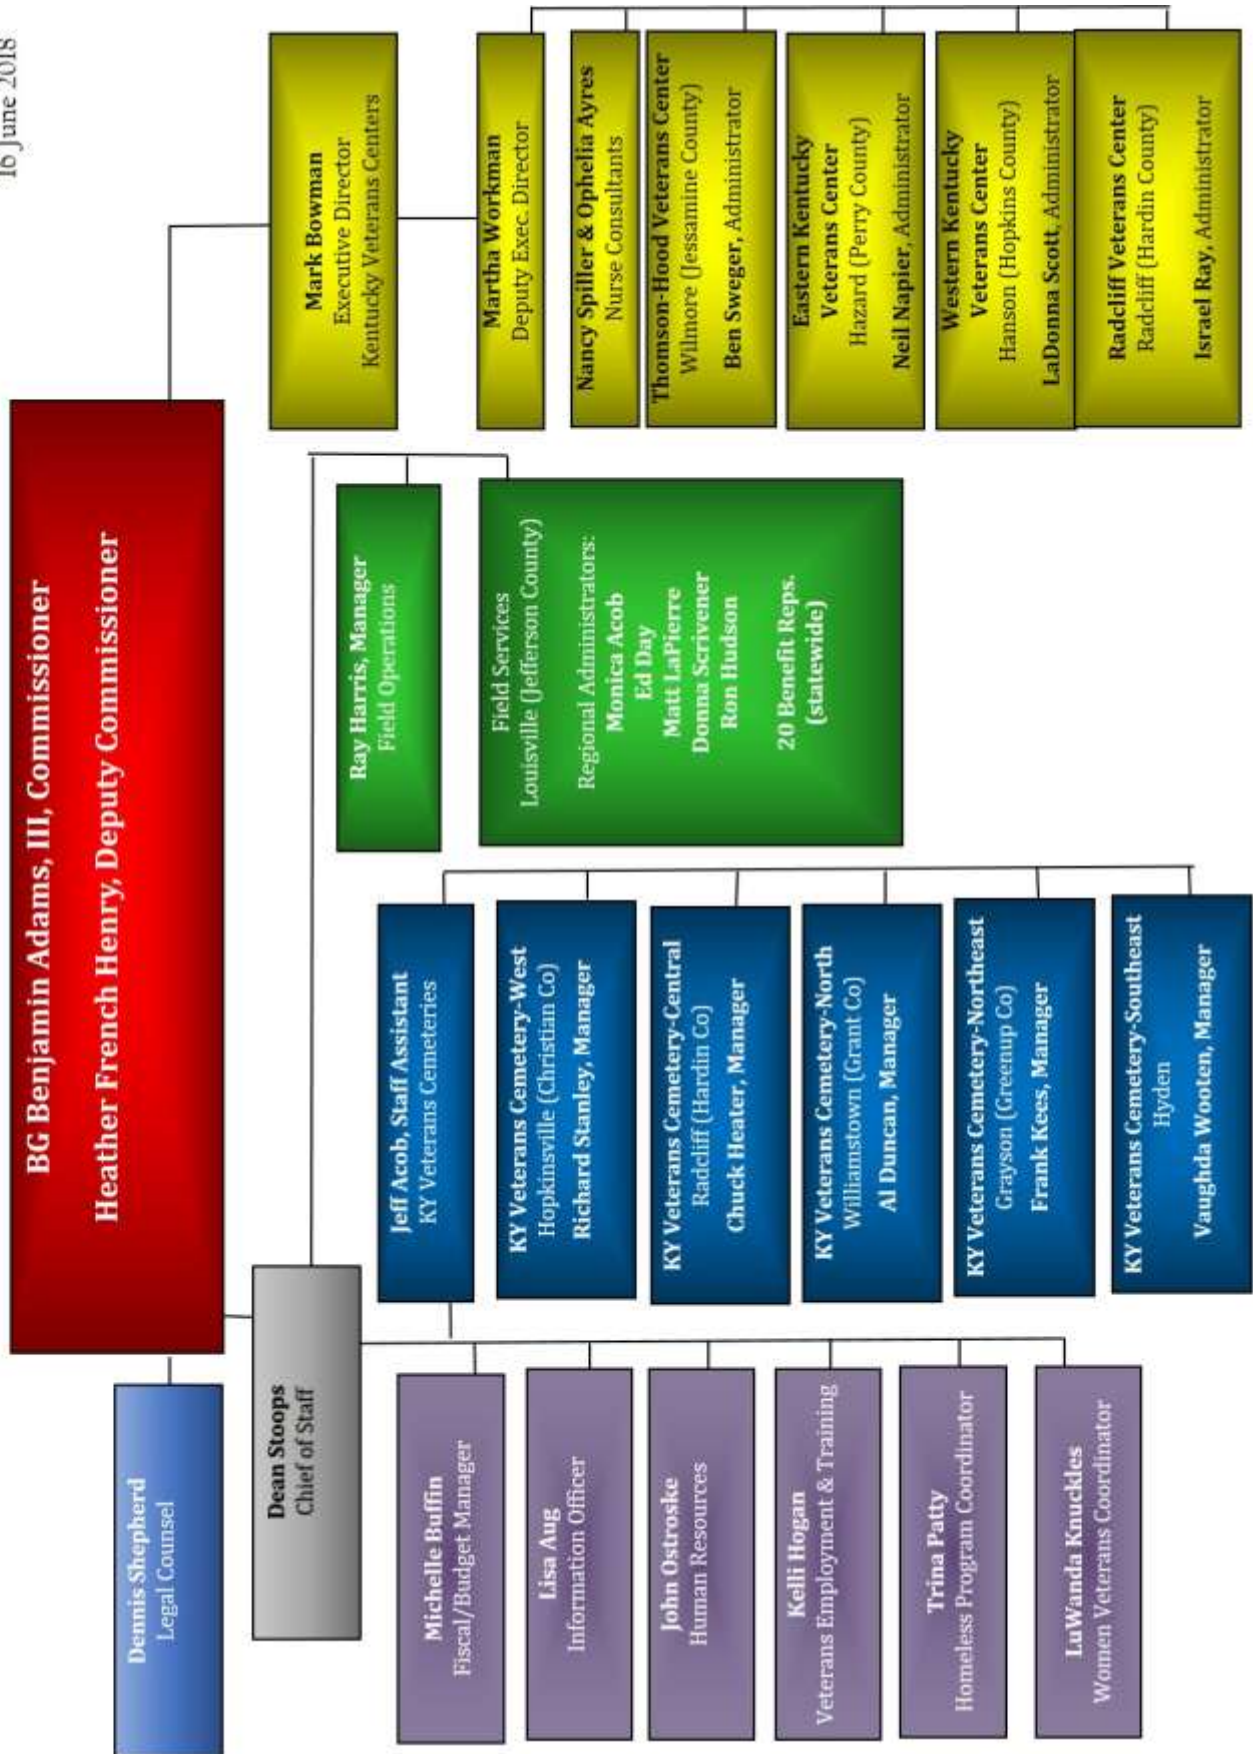 16 June 2018
BG Benjamin Adams, III, Commissioner
Heather French Henry, Deputy Commissioner
Dennis Shepherd
Legal Counsel
Dean Stoops
Chief of Staff
Michelle Buffin
Fiscal/Budget Manager
Lisa Aug
Information Officer
John Ostroske
Human Resources
Kelli Hogan
Veterans Employment & Training
Trina Patty
Homeless Program Coordinator
LuWanda Knuckles
Women Veterans Coordinator
Jeff Acob, Staff Assistant
KY Veterans Cemeteries
KY Veterans Cemetery-West
Hopkinsville (Christian Co)
Richard Stanley, Manager
KY Veterans Cemetery-Central
Radcliff (Hardin Co)
Chuck Heater, Manager
KY Veterans Cemetery-North
Williamstown (Grant Co)
Al Duncan, Manager
KY Veterans Cemetery-Northeast
Grayson (Greenup Co)
Frank Kees, Manager
KY Veterans Cemetery-Southeast
Hyden
Vaughda Wooten, Manager
Ray Harris, Manager
Field Operations
Field Services
Louisville (Jefferson County)
Regional Administrators:
Monica Acob
Ed Day
Matt LaPierre
Donna Scrivener
Ron Hudson
20 Benefit Reps.
(statewide)
Mark Bowman
Executive Director
Kentucky Veterans Centers
Martha Workman
Deputy Exec. Director
Nancy Spiller & Ophelia Ayres
Nurse Consultants
Thomson-Hood Veterans Center
Wilmore (Jessamine County)
Ben Sweger, Administrator
Eastern Kentucky
Veterans Center
Hazard (Perry County)
Neil Napier, Administrator
Western Kentucky
Veterans Center
Hanson (Hopkins County)
LaDonna Scott, Administrator
Radcliff Veterans Center
Radcliff (Hardin County)
Israel Ray, Administrator